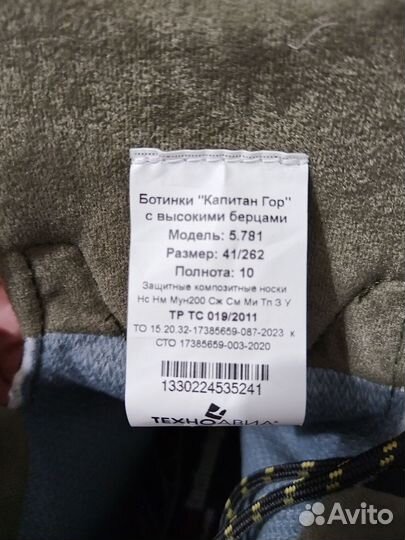 Ботинки "Капитан Гор"
с высокими берцами
Модель: 5.781
Размер: 41/262
Полнота: 10
Защитные композитные носки
Нс Нм Мун200 Сж См Ми Тп З У
ТР ТС 019/2011
ТО 15 20.32-17385659-087-2023 к
СТО 17385659-003-2020
1330224535241
ТЕХНОАВИА®
Avito